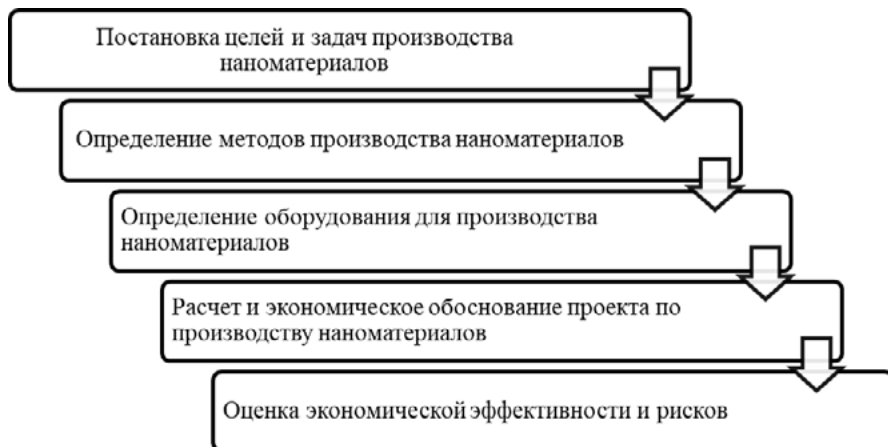 Постановка целей и задач производства
наноматериалов
Определение методов производства наноматериалов
Определение оборудования для производства
наноматериалов
Расчет и экономическое обоснование проекта по
производству наноматериалов
Оценка экономической эффективности и рисков